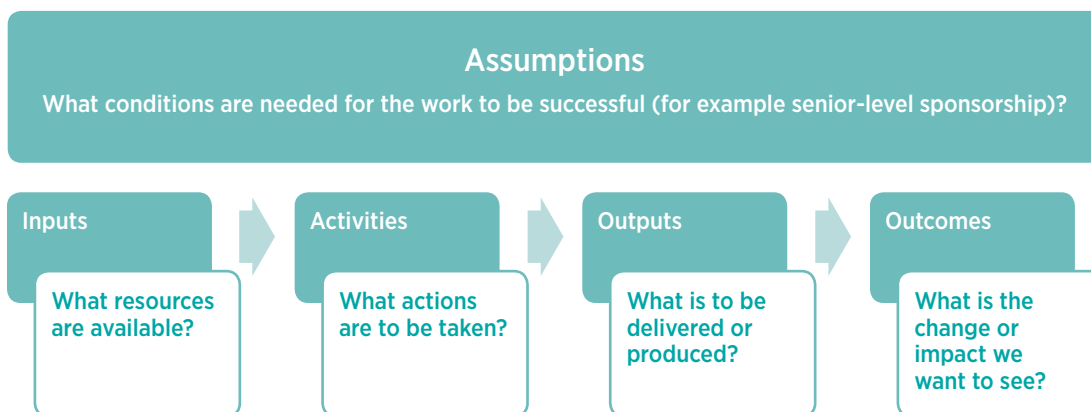 Assumptions
What conditions are needed for the work to be successful (for example senior-level sponsorship)?
Inputs
What resources
are available?
Activities
What actions
are to be taken?
Outputs
What is to be
delivered or
produced?
Outcomes
What is the
change or
impact we
want to see?